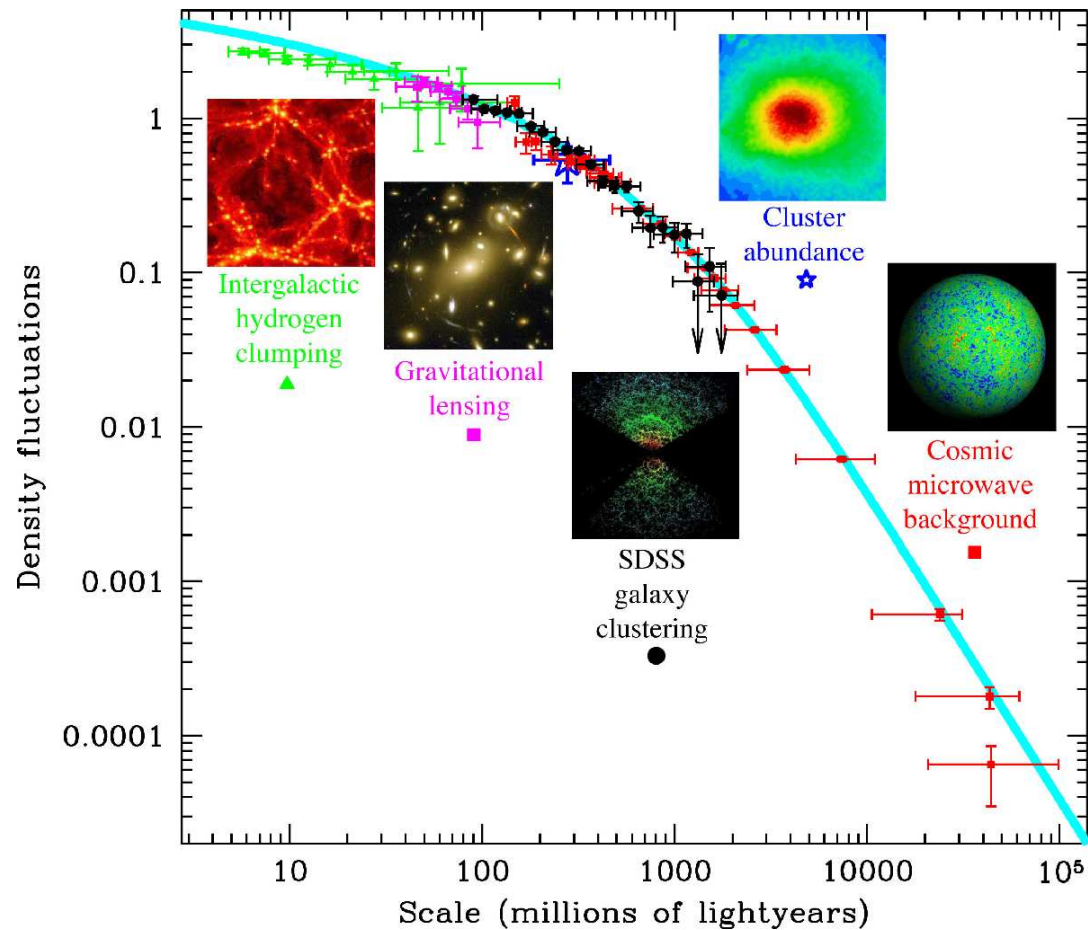 Density fluctuations
1
0.1
0.01
0.001
0.0001
Intergalactic
hydrogen
clumping
Gravitational
lensing
SDSS
galaxy
clustering
Cluster
abundance
Cosmic
microwave
background
10 100 1000 10000 10⁵
Scale (millions of lightyears)